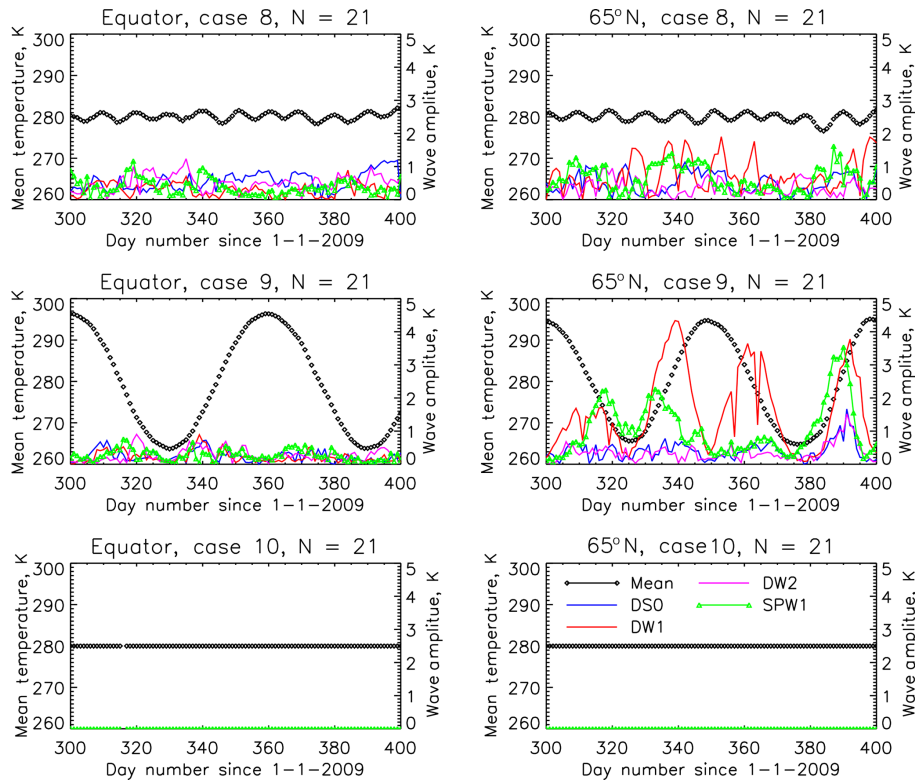 Equator, case 8, N = 21
65°N, case 8, N = 21
Mean temperature, K
300
290
280
270
260
5
4
3
2
1
0
Wave amplitue, K
300 320 340 360 380 400
Day number since 1-1-2009
Mean temperature, K
300
290
280
270
260
5
4
3
2
1
0
Wave amplitue, K
300 320 340 360 380 400
Day number since 1-1-2009
Equator, case 9, N = 21
65°N, case 9, N = 21
Mean temperature, K
300
290
280
270
260
5
4
3
2
1
0
Wave amplitue, K
300 320 340 360 380 400
Day number since 1-1-2009
Mean temperature, K
300
290
280
270
260
5
4
3
2
1
0
Wave amplitue, K
300 320 340 360 380 400
Day number since 1-1-2009
Equator, case 10, N = 21
65°N, case 10, N = 21
Mean temperature, K
300
290
280
270
260
5
4
3
2
1
0
Wave amplitue, K
300 320 340 360 380 400
Day number since 1-1-2009
Mean temperature, K
300
290
280
270
260
Mean
DS0
DW1
DW2
SPW1
5
4
3
2
1
0
Wave amplitue, K
300 320 340 360 380 400
Day number since 1-1-2009